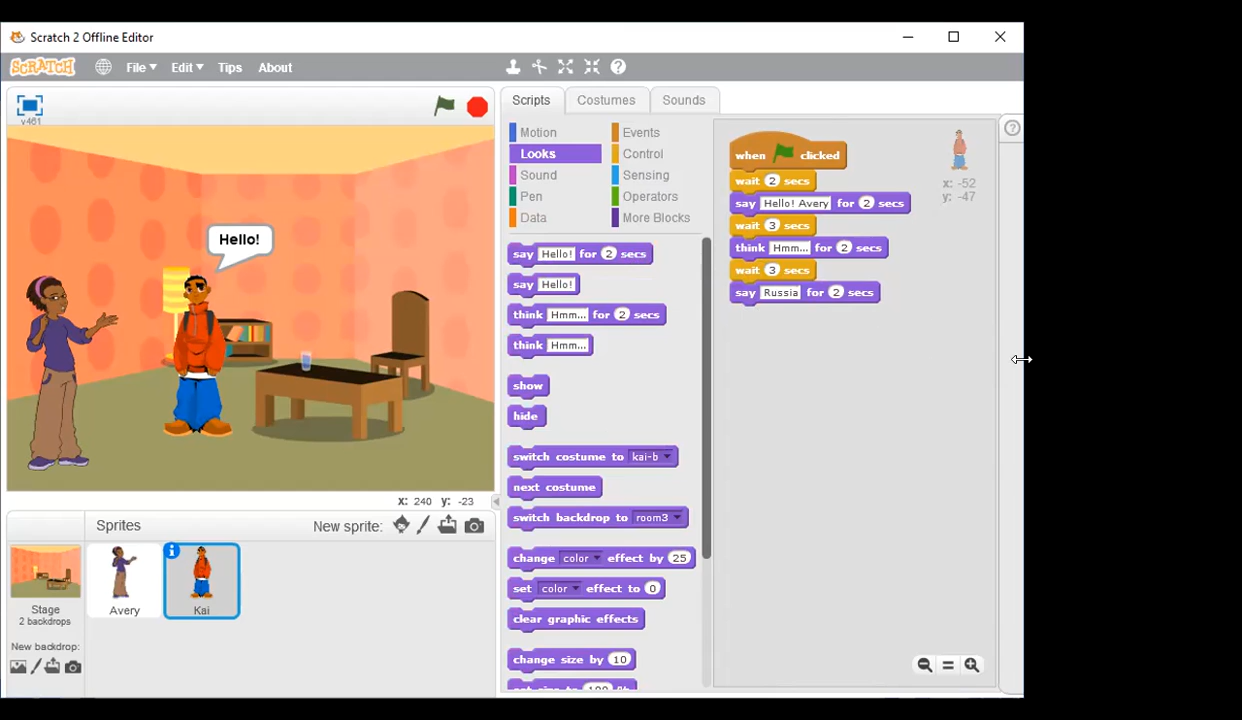 Scratch 2 Offline Editor
SCRATCH File Edit Tips About
v461
Scripts Costumes Sounds
Motion Events
Looks Control
Sound Sensing
Pen Operators
Data More Blocks
say Hello! for 2 secs
say Hello!
think Hmm... for 2 secs
think Hmm...
show
hide
switch costume to kai-b
next costume
switch backdrop to room3
change color effect by 25
set color effect to 0
clear graphic effects
change size by 10
when clicked
wait 2 secs
say Hello! Avery for 2 secs
wait 3 secs
think Hmm... for 2 secs
wait 3 secs
say Russia for 2 secs
x: -52
y: -47
Hello!
x: 240 y: -23
Sprites New sprite:
Stage
2 backdrops
New backdrop:
Avery
Kai